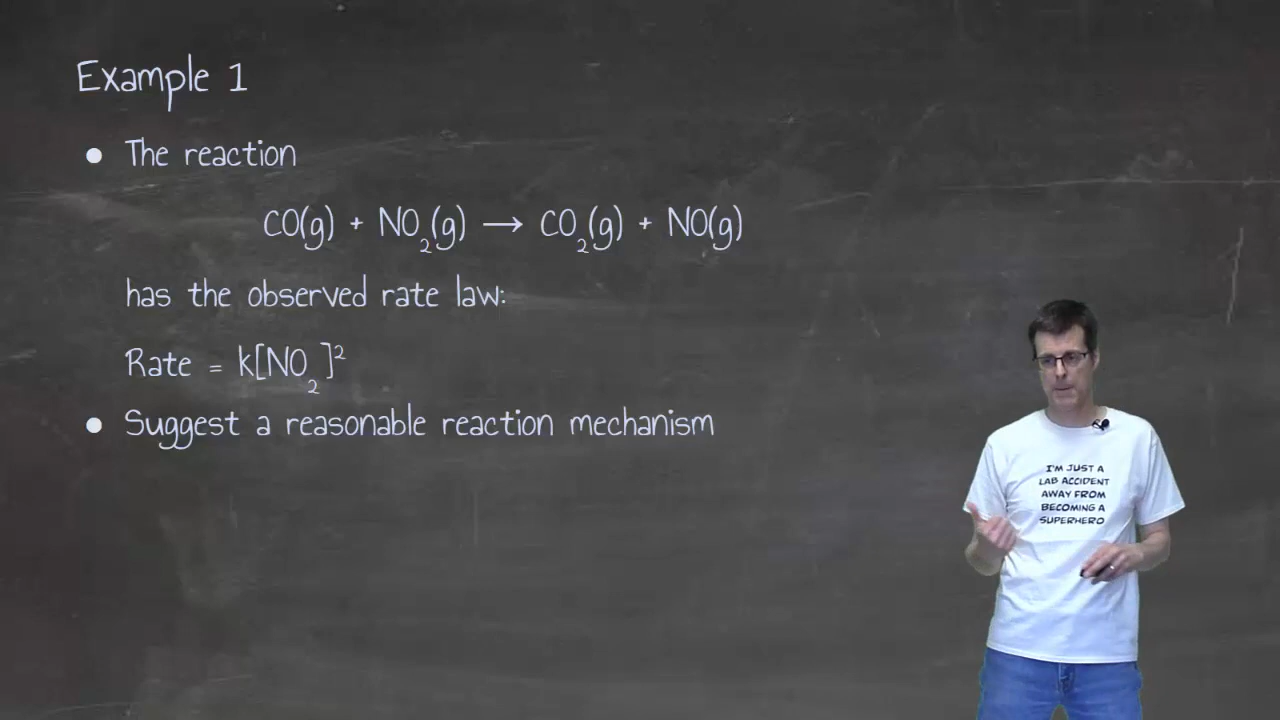 Example 1
● The reaction
CO(g) + NO₂(g) → CO₂(g) + NO(g)
has the observed rate law:
Rate = k[NO₂]²
● Suggest a reasonable reaction mechanism
I'M JUST A
LAB ACCIDENT
AWAY FROM
BECOMING A
SUPERHERO